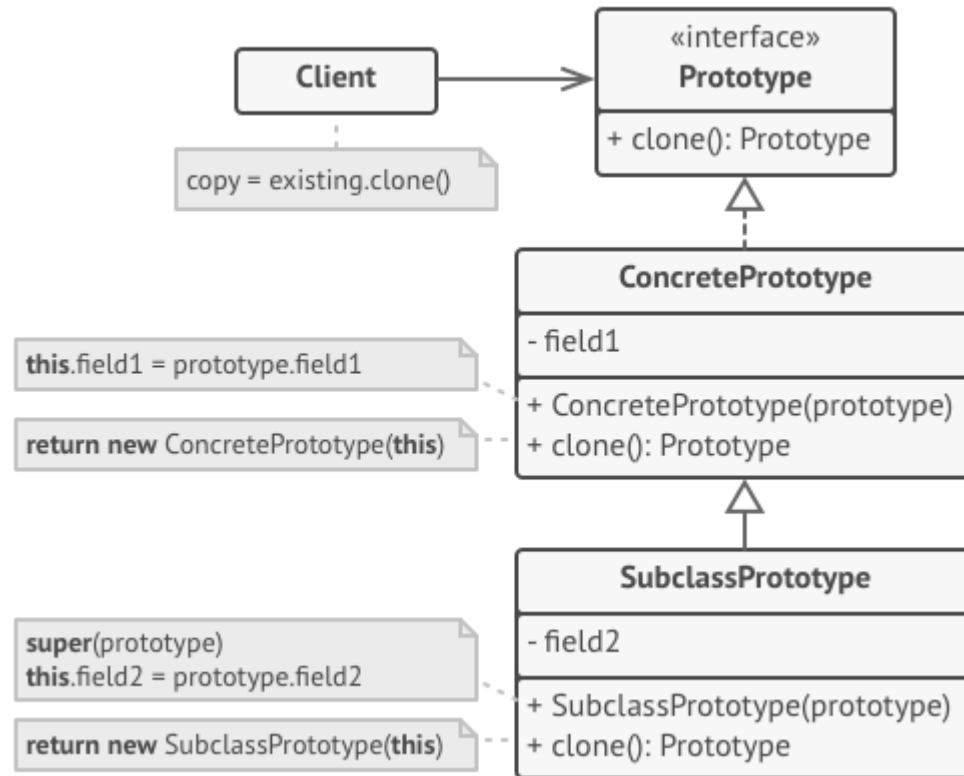 «interface»
Client
Prototype
+ clone(): Prototype
copy = existing.clone()
ConcretePrototype
- field1
this.field1 = prototype.field1
+ ConcretePrototype(prototype)
return new ConcretePrototype(this)
+ clone(): Prototype
SubclassPrototype
- field2
super(prototype)
this.field2 = prototype.field2
+ SubclassPrototype(prototype)
return new SubclassPrototype(this)
+ clone(): Prototype